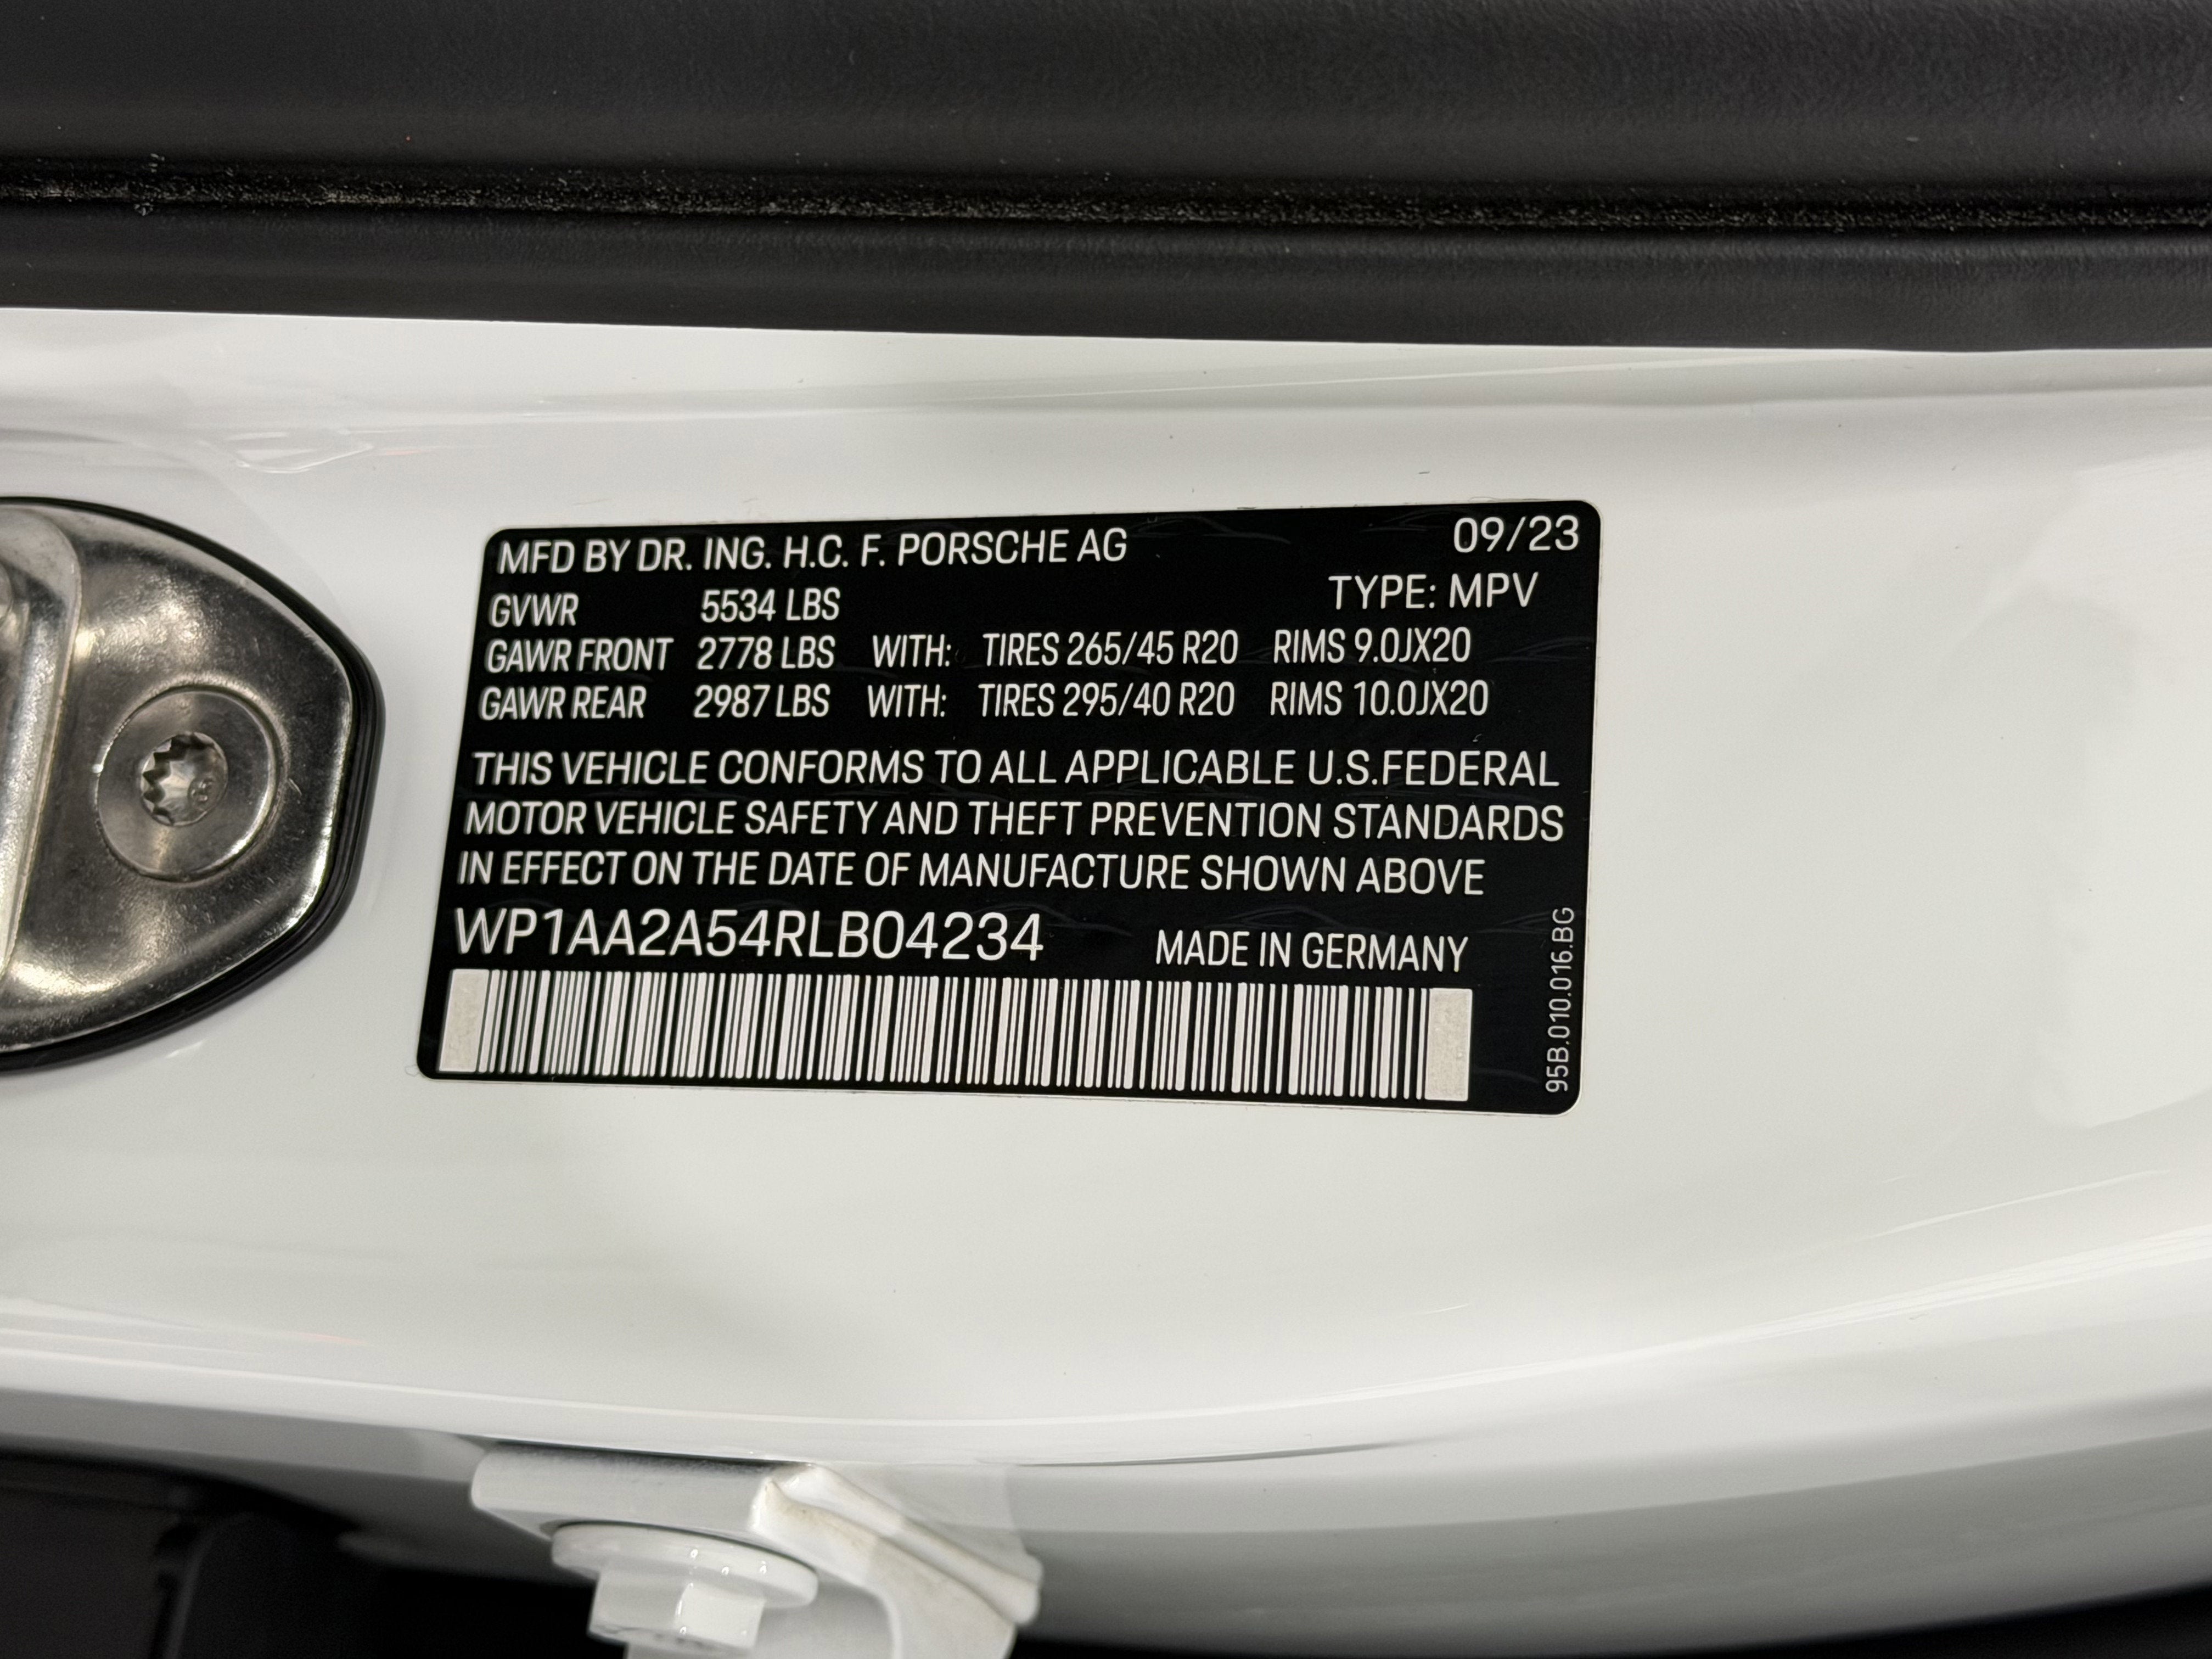 MFD BY DR. ING. H.C. F. PORSCHE AG 09/23
GVWR 5534 LBS TYPE: MPV
GAWR FRONT 2778 LBS WITH: TIRES 265/45 R20 RIMS 9.0JX20
GAWR REAR 2987 LBS WITH: TIRES 295/40 R20 RIMS 10.0JX20
THIS VEHICLE CONFORMS TO ALL APPLICABLE U.S.FEDERAL
MOTOR VEHICLE SAFETY AND THEFT PREVENTION STANDARDS
IN EFFECT ON THE DATE OF MANUFACTURE SHOWN ABOVE
WP1AA2A54RLB04234 MADE IN GERMANY
95B.010.016.BG